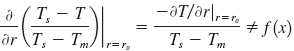 ∂/∂r ( (T_s − T) / (T_s − T_m) ) |_{r=r_o} = (−∂T/∂r|_{r=r_o}) / (T_s − T_m) ≠ f(x)